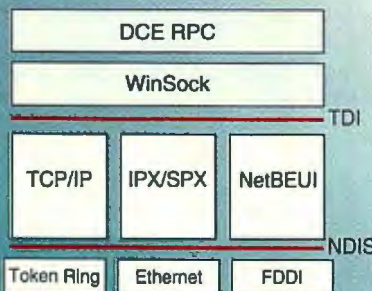 DCE RPC
WinSock
TDI
TCP/IP IPX/SPX NetBEUI
NDIS
Token Ring Ethernet FDDI